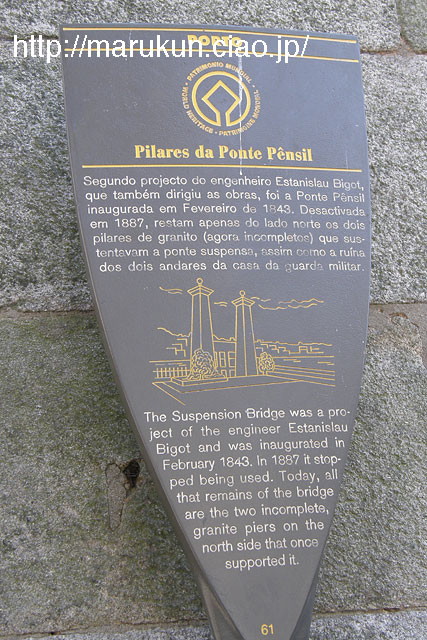 http://marukuri.ciao.jp/
PORTO
PATRIMONIO MUNDIAL
WORLD HERITAGE • PATRIMOINE MONDIAL
Pilares da Ponte Pênsil
Segundo projecto do engenheiro Estanislau Bigot,
que também dirigiu as obras, foi a Ponte Pênsil
inaugurada em Fevereiro de 1843. Desactivada
em 1887, restam apenas do lado norte os dois
pilares de granito (agora incompletos) que sus-
tentavam a ponte suspensa, assim como a ruína
dos dois andares da casa da guarda militar.
The Suspension Bridge was a pro-
ject of the engineer Estanislau
Bigot and was inaugurated in
February 1843. In 1887 it stop-
ped being used. Today, all
that remains of the bridge
are the two incomplete,
granite piers on the
north side that once
supported it.
61